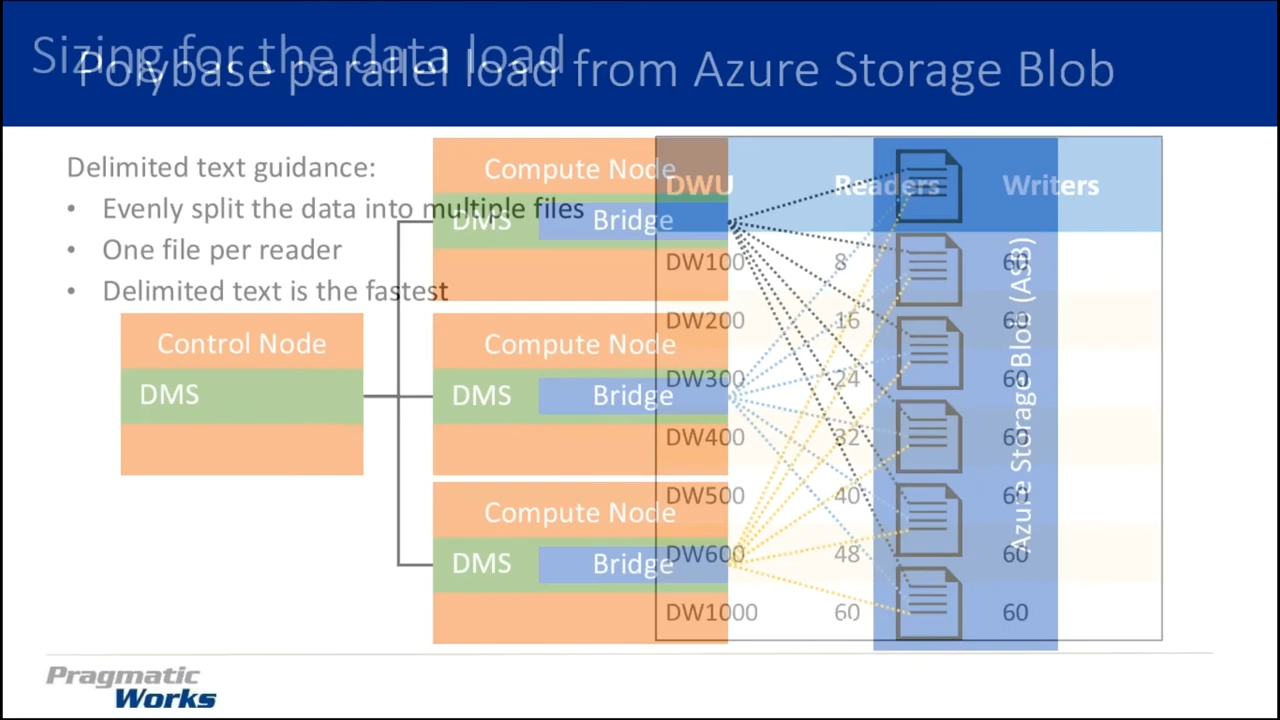 Sizing for the data load
Polybase parallel load from Azure Storage Blob
Delimited text guidance:
• Evenly split the data into multiple files
• One file per reader
• Delimited text is the fastest
Control Node
DMS
Compute Node
DMS Bridge
Compute Node
DMS Bridge
Compute Node
DMS Bridge
DWU Readers Writers
DW100 8 60
DW200 16 60
DW300 24 60
DW400 32 60
DW500 40 60
DW600 48 60
DW1000 60 60
Azure Storage Blob (ASB)
Pragmatic
Works